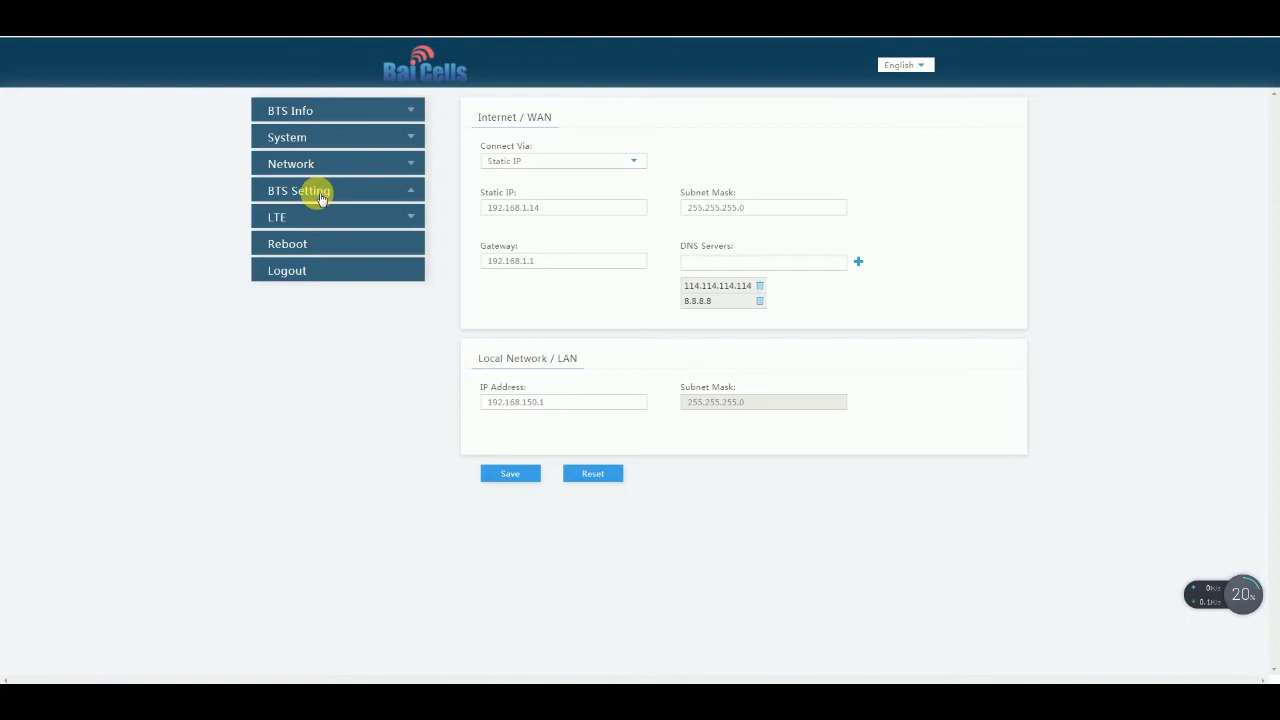 BaiCells
English
BTS Info
System
Network
BTS Setting
LTE
Reboot
Logout
Internet / WAN
Connect Via:
Static IP
Static IP:
Subnet Mask:
192.168.1.14
255.255.255.0
Gateway:
DNS Servers:
192.168.1.1
114.114.114.114
8.8.8.8
Local Network / LAN
IP Address:
Subnet Mask:
192.168.150.1
255.255.255.0
Save
Reset
0K/s
0.1K/s
20%